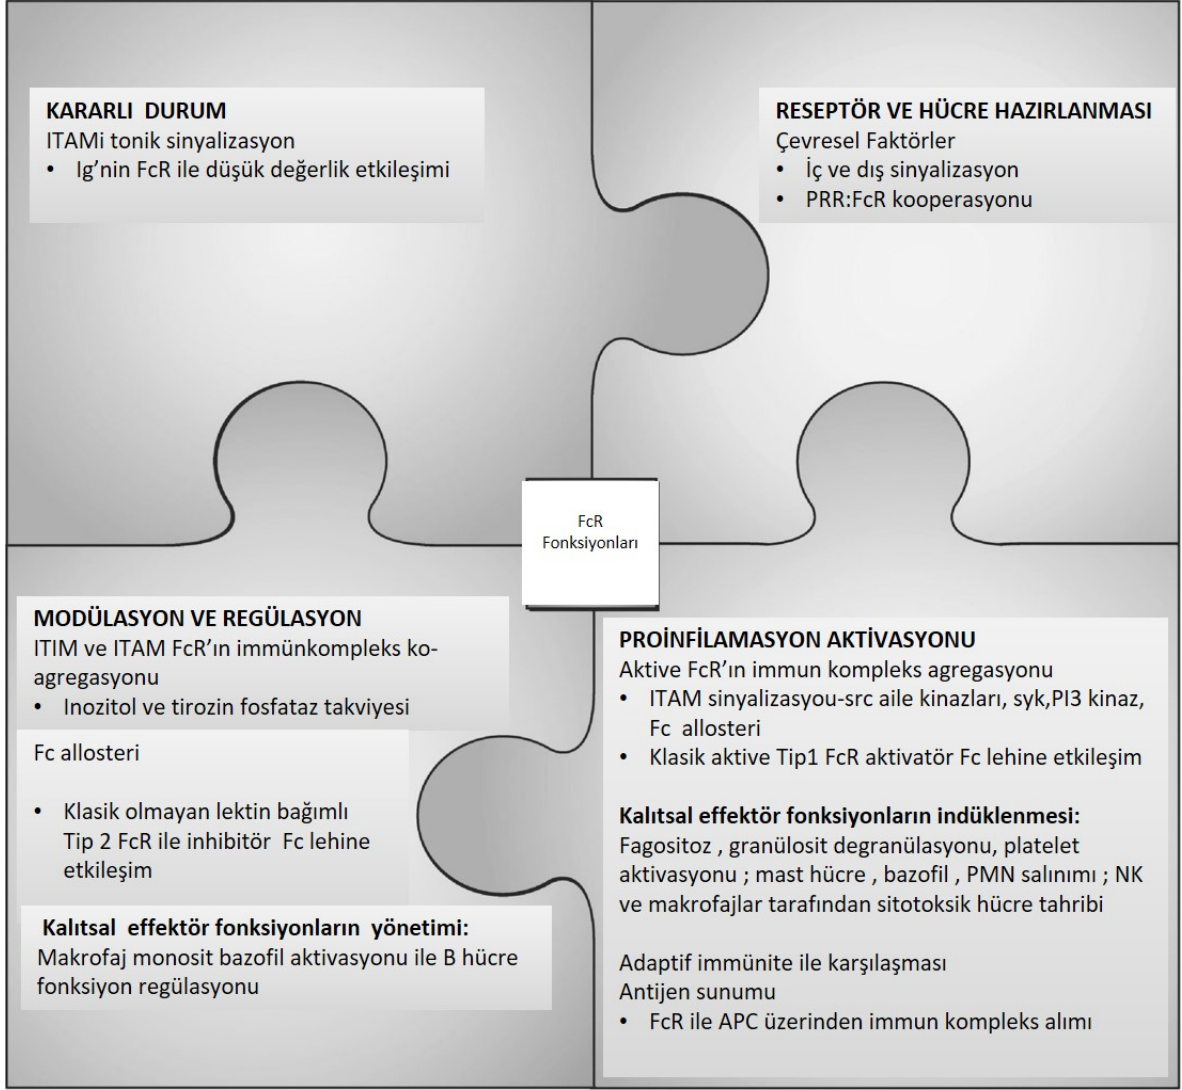 KARARLI DURUM
ITAMi tonik sinyalizasyon
• Ig’nin FcR ile düşük değerlik etkileşimi
RESEPTÖR VE HÜCRE HAZIRLANMASI
Çevresel Faktörler
• İç ve dış sinyalizasyon
• PRR:FcR kooperasyonu
FcR
Fonksiyonları
MODÜLASYON VE REGÜLASYON
ITIM ve ITAM FcR’ın immünkompleks ko-
agregasyonu
• Inozitol ve tirozin fosfataz takviyesi
Fc allosteri
• Klasik olmayan lektin bağımlı
Tip 2 FcR ile inhibitör Fc lehine
etkileşim
Kalıtsal effektör fonksiyonların yönetimi:
Makrofaj monosit bazofil aktivasyonu ile B hücre
fonksiyon regülasyonu
PROİNFİLAMASYON AKTİVASYONU
Aktive FcR’ın immun kompleks agregasyonu
• ITAM sinyalizasyou-src aile kinazları, syk,PI3 kinaz,
Fc allosteri
• Klasik aktive Tip1 FcR aktivatör Fc lehine etkileşim
Kalıtsal effektör fonksiyonların indüklenmesi:
Fagositoz , granülosit degranülasyonu, platelet
aktivasyonu ; mast hücre , bazofil , PMN salınımı ; NK
ve makrofajlar tarafından sitotoksik hücre tahribi
Adaptif immünite ile karşılaşması
Antijen sunumu
• FcR ile APC üzerinden immun kompleks alımı